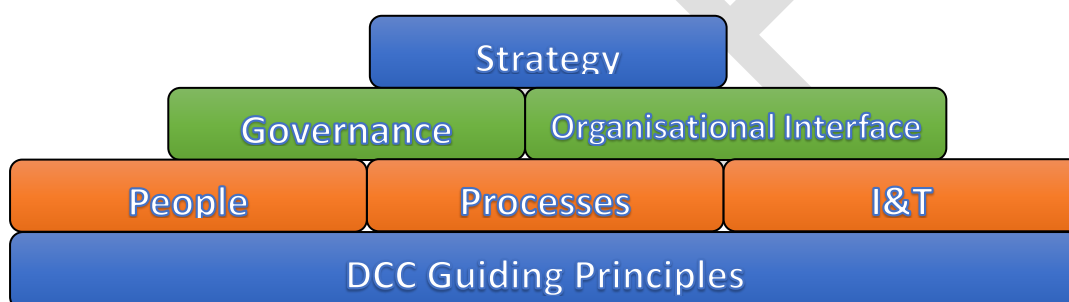 Strategy
Governance Organisational Interface
People Processes I&T
DCC Guiding Principles